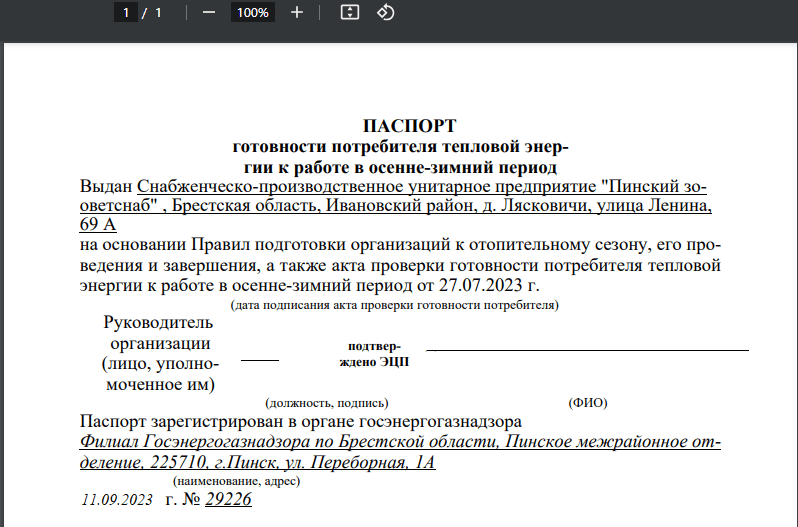 1 / 1 — 100% +
ПАСПОРТ
готовности потребителя тепловой энер-
гии к работе в осенне-зимний период
Выдан Снабженческо-производственное унитарное предприятие "Пинский зо-
оветснаб" , Брестская область, Ивановский район, д. Лясковичи, улица Ленина,
69 А
на основании Правил подготовки организаций к отопительному сезону, его про-
ведения и завершения, а также акта проверки готовности потребителя тепловой
энергии к работе в осенне-зимний период от 27.07.2023 г.
(дата подписания акта проверки готовности потребителя)
Руководитель
организации
(лицо, уполно-
моченное им)
подтвер-
ждено ЭЦП
(должность, подпись) (ФИО)
Паспорт зарегистрирован в органе госэнергогазнадзора
Филиал Госэнергогазнадзора по Брестской области, Пинское межрайонное от-
деление, 225710, г.Пинск, ул. Переборная, 1А
(наименование, адрес)
11.09.2023 г. № 29226